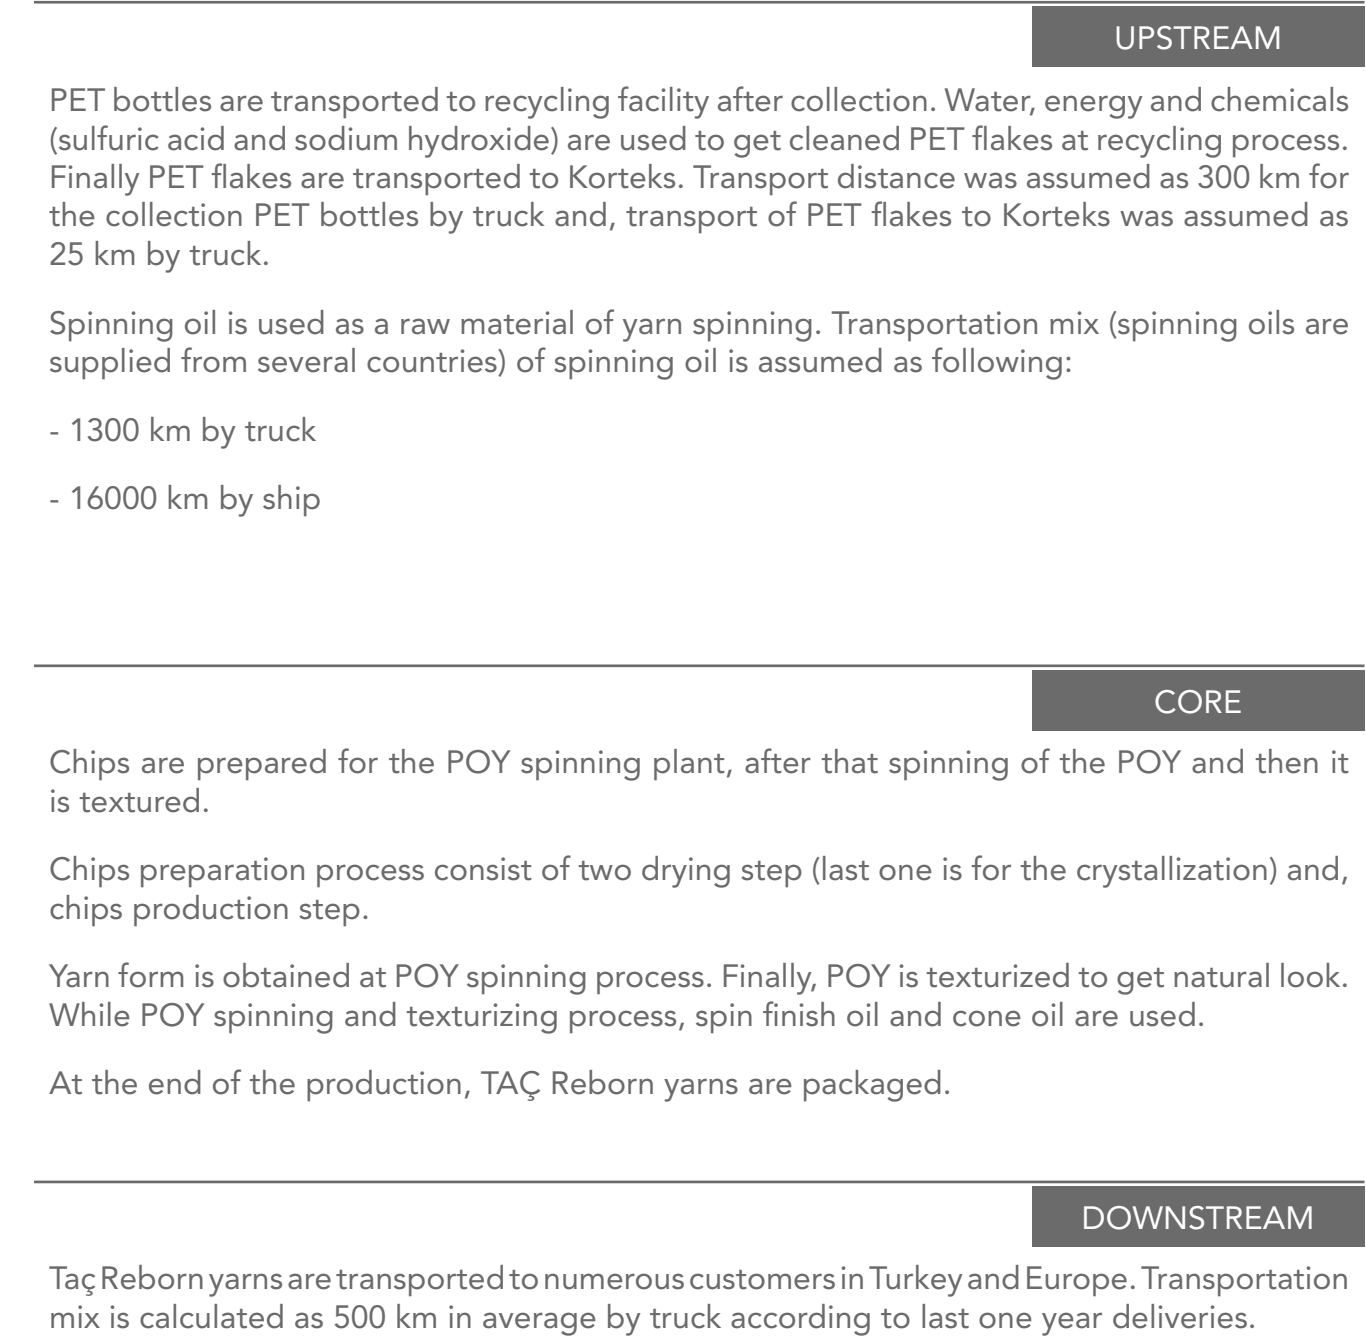 UPSTREAM
PET bottles are transported to recycling facility after collection. Water, energy and chemicals
(sulfuric acid and sodium hydroxide) are used to get cleaned PET flakes at recycling process.
Finally PET flakes are transported to Korteks. Transport distance was assumed as 300 km for
the collection PET bottles by truck and, transport of PET flakes to Korteks was assumed as
25 km by truck.
Spinning oil is used as a raw material of yarn spinning. Transportation mix (spinning oils are
supplied from several countries) of spinning oil is assumed as following:
- 1300 km by truck
- 16000 km by ship
CORE
Chips are prepared for the POY spinning plant, after that spinning of the POY and then it
is textured.
Chips preparation process consist of two drying step (last one is for the crystallization) and,
chips production step.
Yarn form is obtained at POY spinning process. Finally, POY is texturized to get natural look.
While POY spinning and texturizing process, spin finish oil and cone oil are used.
At the end of the production, TAÇ Reborn yarns are packaged.
DOWNSTREAM
Taç Reborn yarns are transported to numerous customers in Turkey and Europe. Transportation
mix is calculated as 500 km in average by truck according to last one year deliveries.